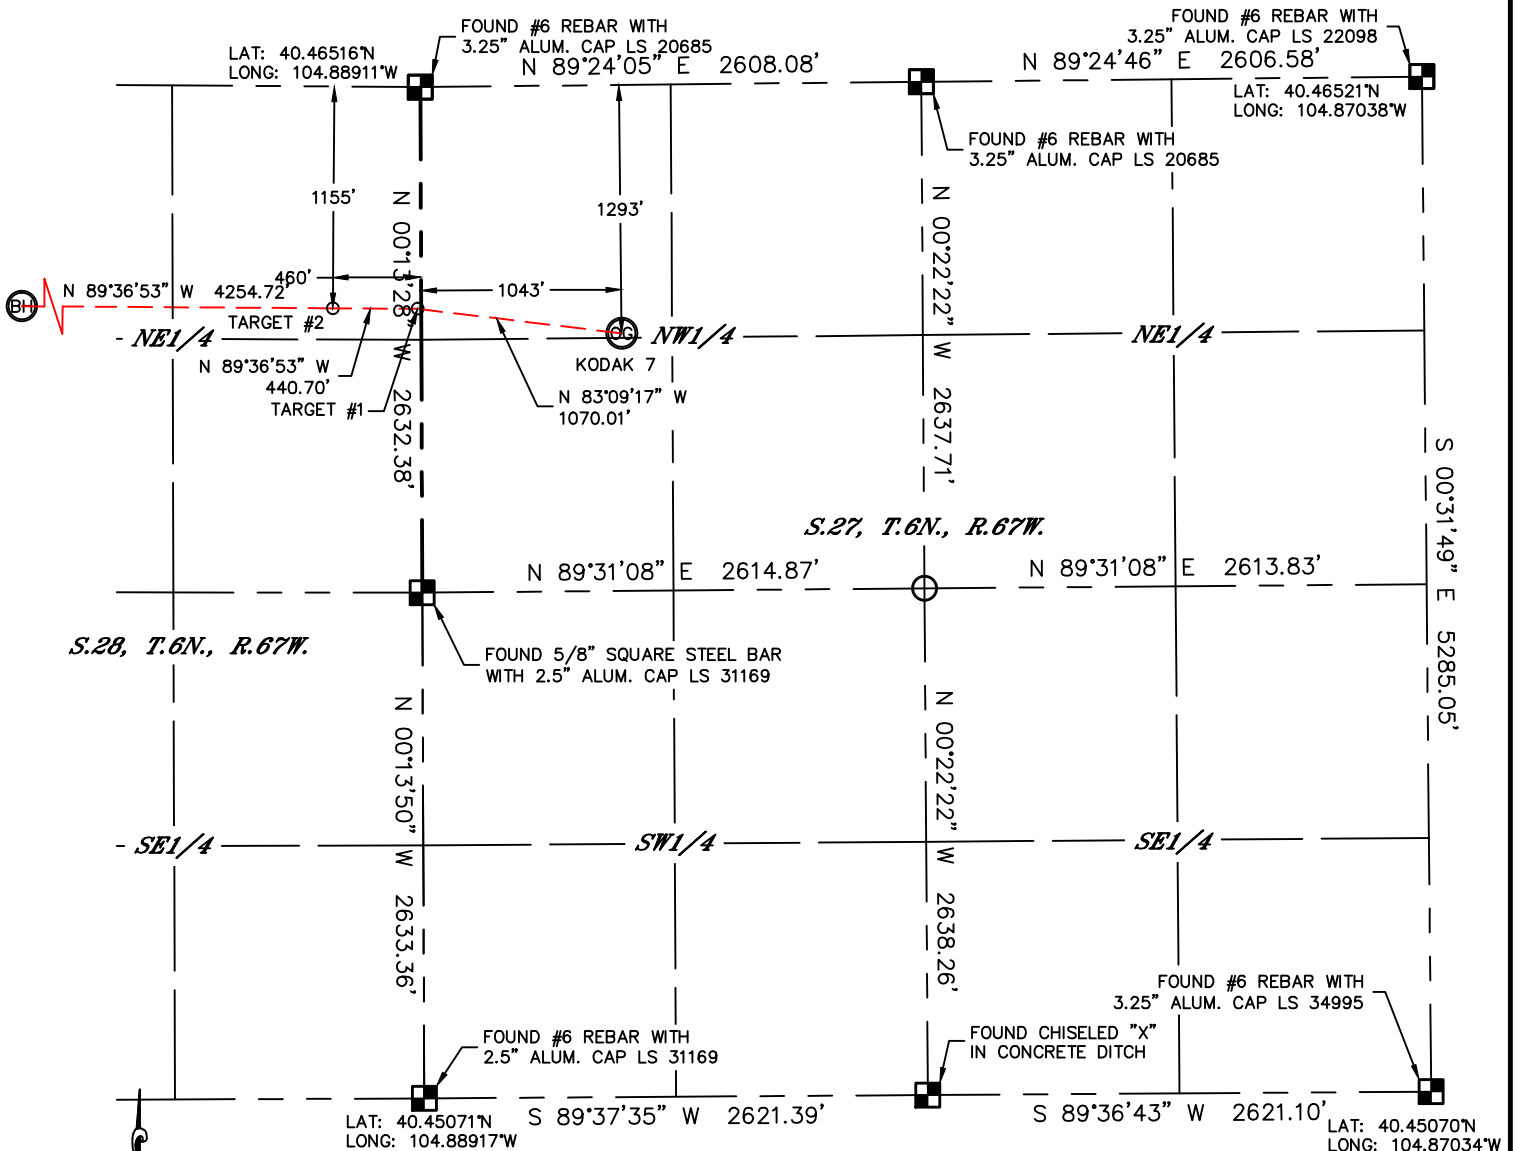 FOUND #6 REBAR WITH
3.25" ALUM. CAP LS 20685
LAT: 40.46516°N
LONG: 104.88911°W
N 89°24'05" E 2608.08'
FOUND #6 REBAR WITH
3.25" ALUM. CAP LS 22098
N 89°24'46" E 2606.58'
LAT: 40.46521°N
LONG: 104.87038°W
FOUND #6 REBAR WITH
3.25" ALUM. CAP LS 20685
1155'
1293'
N 00°13'28" W 2632.38'
N 00°22'22" W 2637.71'
460'
1043'
BH
N 89°36'53" W 4254.72'
TARGET #2
NE1/4
OG
NW1/4
NE1/4
KODAK 7
N 89°36'53" W
440.70'
TARGET #1
N 83°09'17" W
1070.01'
S 00°31'49" E 5285.05'
S.27, T.6N., R.67W.
N 89°31'08" E 2614.87'
N 89°31'08" E 2613.83'
S.28, T.6N., R.67W.
FOUND 5/8" SQUARE STEEL BAR
WITH 2.5" ALUM. CAP LS 31169
N 00°13'50" W 2633.36'
N 00°22'22" W 2638.26'
SE1/4
SW1/4
SE1/4
FOUND #6 REBAR WITH
3.25" ALUM. CAP LS 34995
FOUND #6 REBAR WITH
2.5" ALUM. CAP LS 31169
FOUND CHISELED "X"
IN CONCRETE DITCH
S 89°37'35" W 2621.39'
S 89°36'43" W 2621.10'
LAT: 40.45071°N
LONG: 104.88917°W
LAT: 40.45070°N
LONG: 104.87034°W